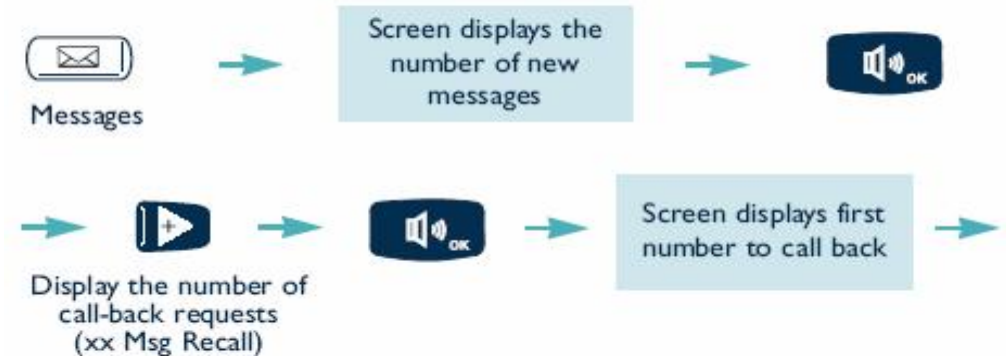 Screen displays the
number of new
messages
OK
Messages
OK
Screen displays first
number to call back
Display the number of
call-back requests
(xx Msg Recall)